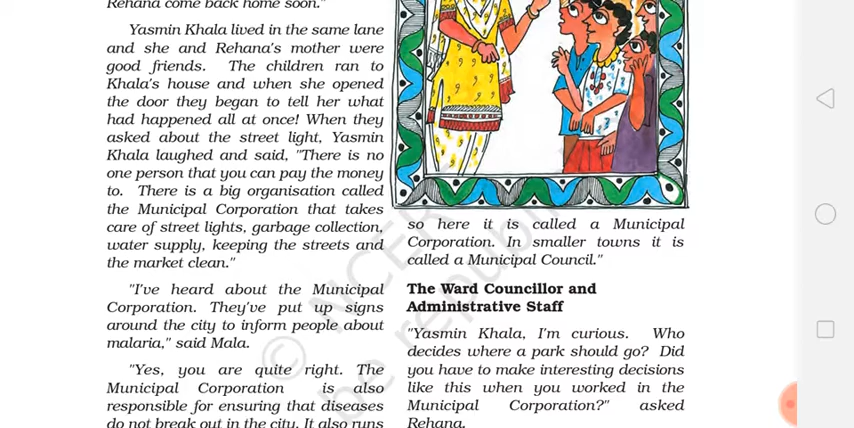 Rehana come back home soon."
Yasmin Khala lived in the same lane
and she and Rehana's mother were
good friends. The children ran to
Khala's house and when she opened
the door they began to tell her what
had happened all at once! When they
asked about the street light, Yasmin
Khala laughed and said, "There is no
one person that you can pay the money
to. There is a big organisation called
the Municipal Corporation that takes
care of street lights, garbage collection,
water supply, keeping the streets and
the market clean."
"I've heard about the Municipal
Corporation. They've put up signs
around the city to inform people about
malaria," said Mala.
"Yes, you are quite right. The
Municipal Corporation is also
responsible for ensuring that diseases
do not break out in the city. It also runs
so here it is called a Municipal
Corporation. In smaller towns it is
called a Municipal Council."
The Ward Councillor and
Administrative Staff
"Yasmin Khala, I'm curious. Who
decides where a park should go? Did
you have to make interesting decisions
like this when you worked in the
Municipal Corporation?" asked
Rehana.